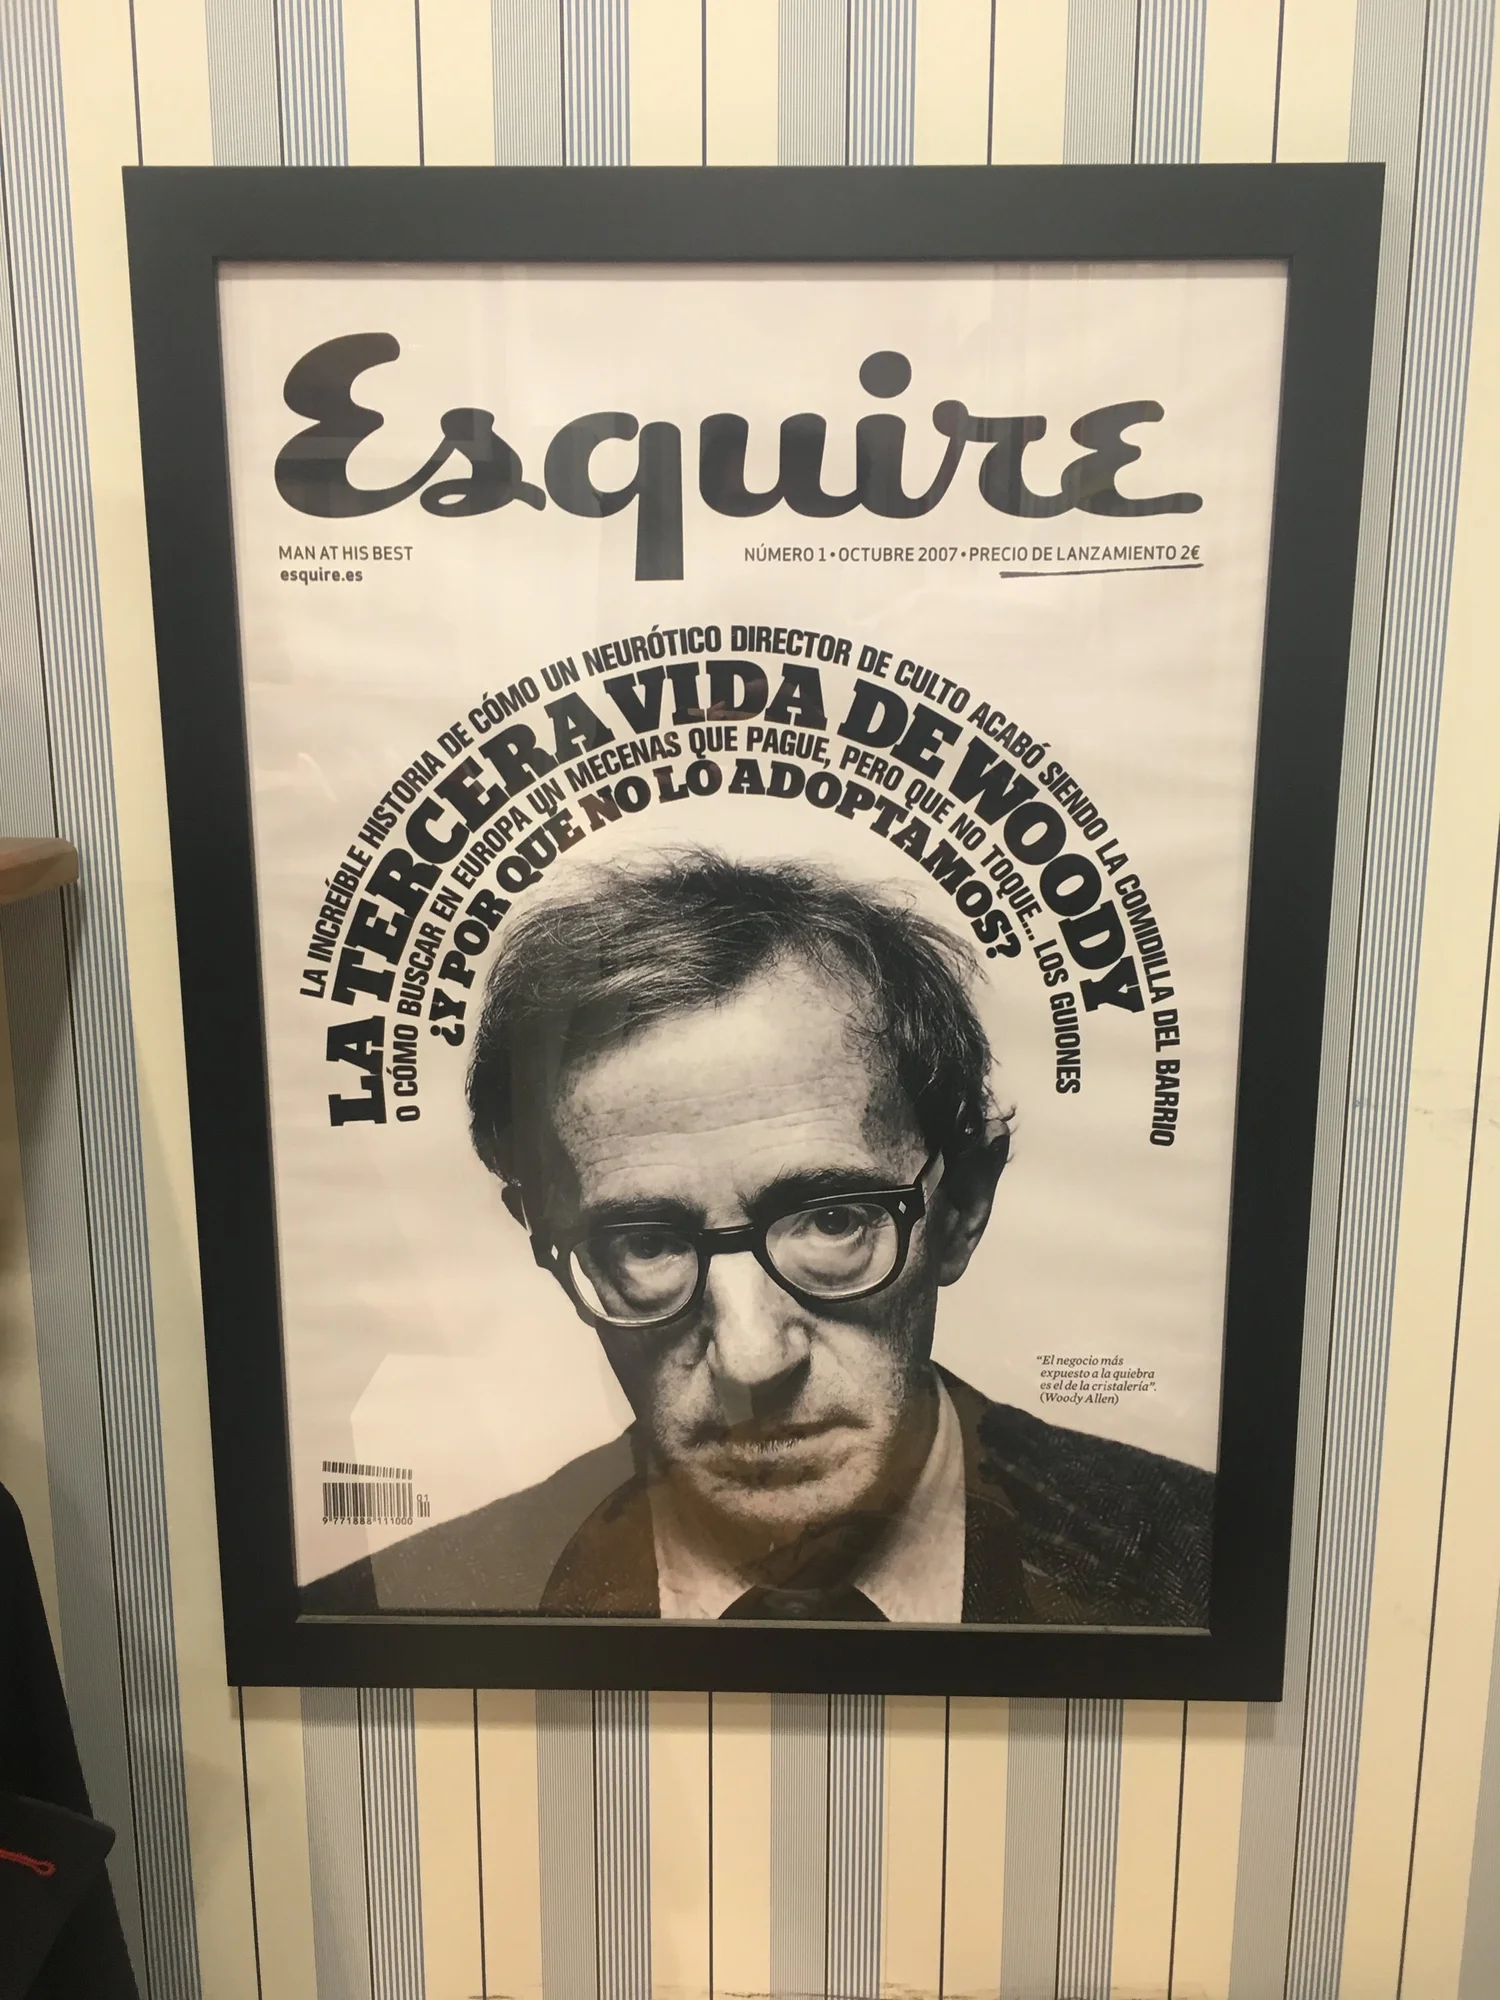 Esquire
MAN AT HIS BEST
esquire.es
NÚMERO 1 • OCTUBRE 2007 • PRECIO DE LANZAMIENTO 2€
LA INCREÍBLE HISTORIA DE CÓMO UN NEURÓTICO DIRECTOR DE CULTO ACABÓ SIENDO LA COMIDILLA DEL BARRIO
LA TERCERA VIDA DE WOODY
O CÓMO BUSCAR EN EUROPA UN MECENAS QUE PAGUE, PERO QUE NO TOQUE... LOS GUIONES
¿Y POR QUÉ NO LO ADOPTAMOS?
“El negocio más
expuesto a la quiebra
es el de la cristalería”.
(Woody Allen)
01
9 771888 111000